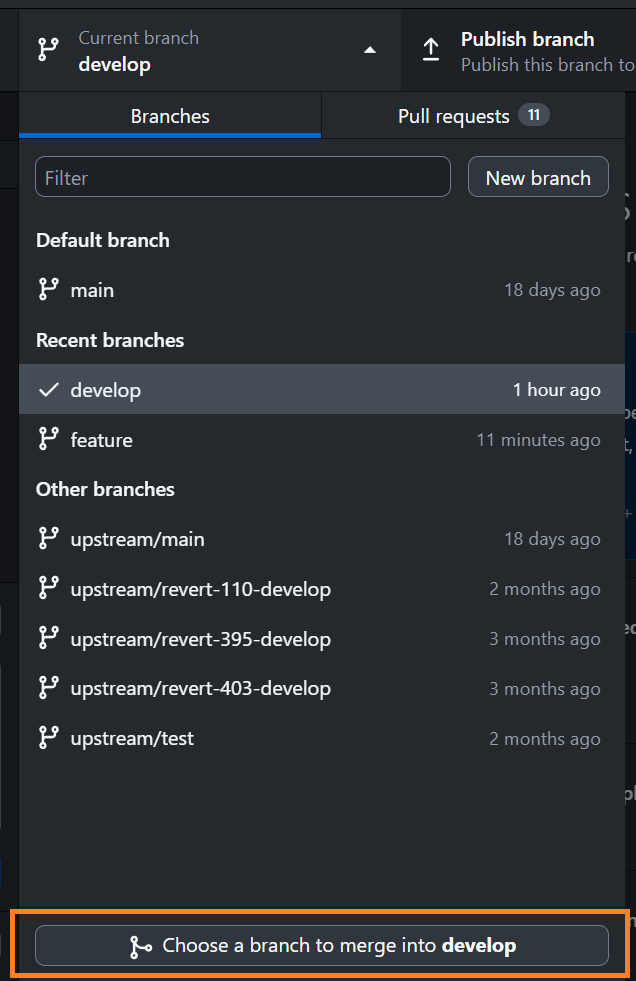 Current branch
develop
Publish branch
Publish this branch to
Branches
Pull requests 11
Filter
New branch
Default branch
main 18 days ago
Recent branches
develop 1 hour ago
feature 11 minutes ago
Other branches
upstream/main 18 days ago
upstream/revert-110-develop 2 months ago
upstream/revert-395-develop 3 months ago
upstream/revert-403-develop 3 months ago
upstream/test 2 months ago
Choose a branch to merge into develop